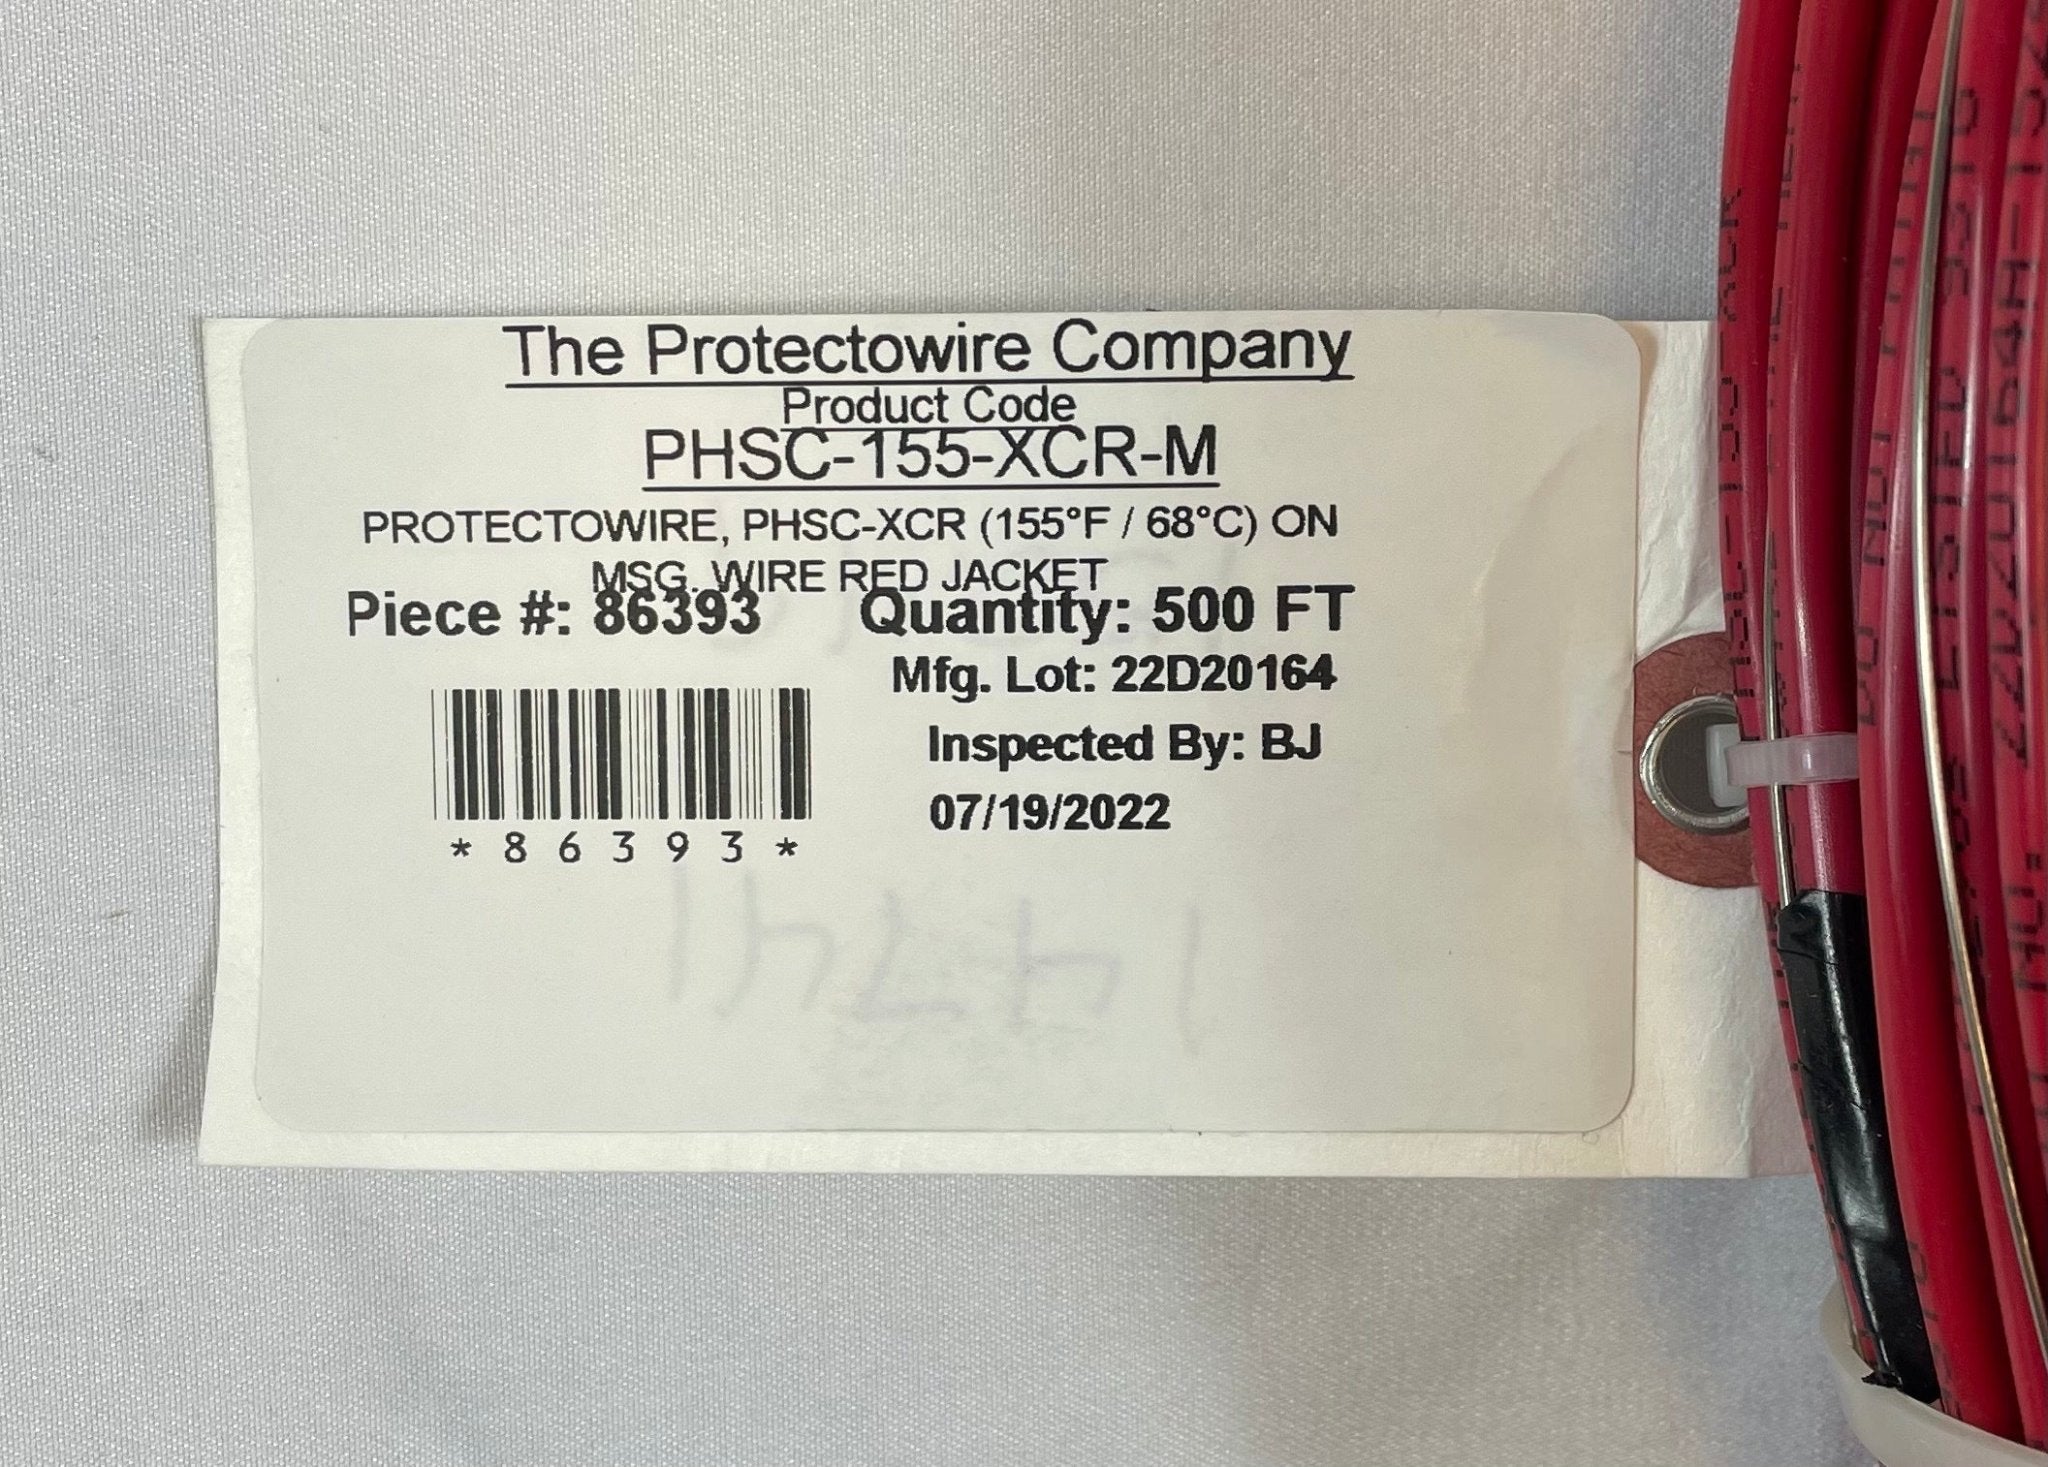 The Protectowire Company
Product Code
PHSC-155-XCR-M
PROTECTOWIRE, PHSC-XCR (155°F / 68°C) ON
MSG. WIRE RED JACKET
Piece #: 86393 Quantity: 500 FT
Mfg. Lot: 22D20164
Inspected By: BJ
07/19/2022
*86393*